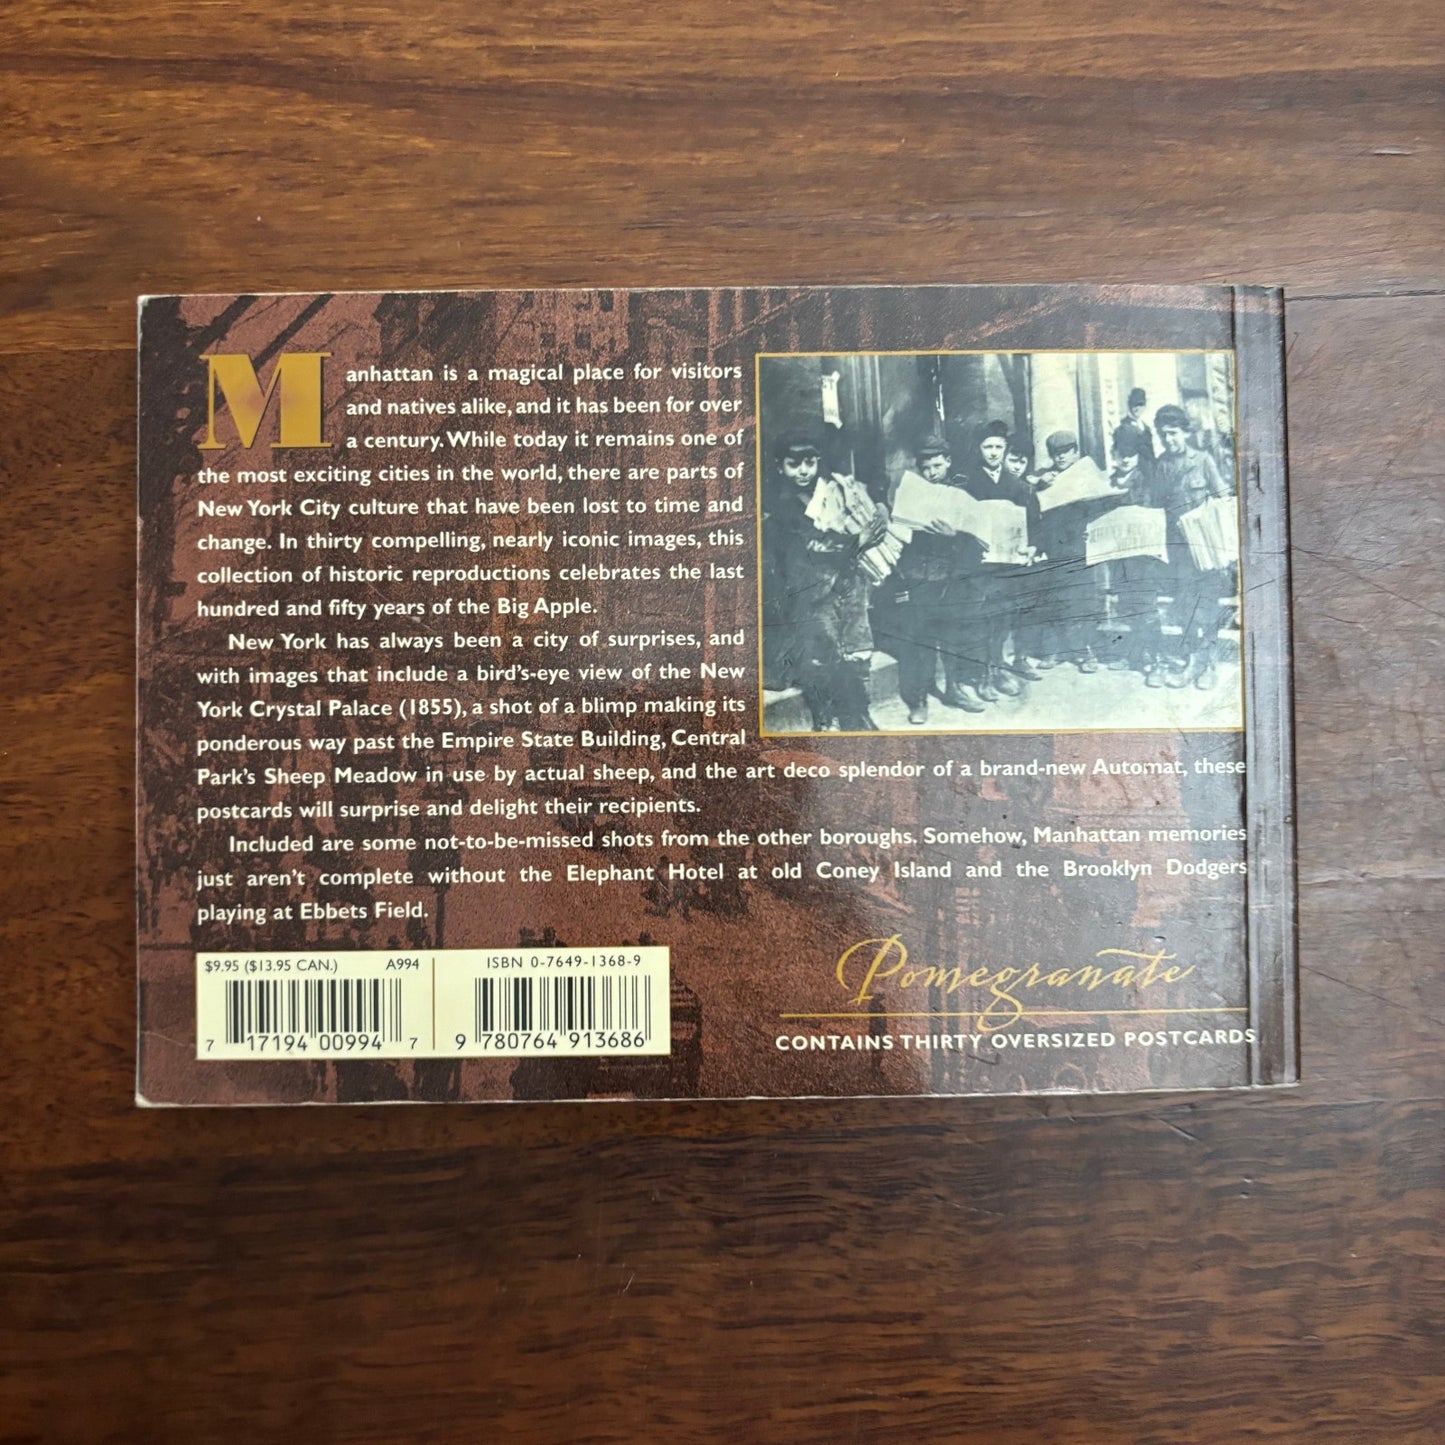 Manhattan is a magical place for visitors
and natives alike, and it has been for over
a century. While today it remains one of
the most exciting cities in the world, there are parts of
New York City culture that have been lost to time and
change. In thirty compelling, nearly iconic images, this
collection of historic reproductions celebrates the last
hundred and fifty years of the Big Apple.
New York has always been a city of surprises, and
with images that include a bird's-eye view of the New
York Crystal Palace (1855), a shot of a blimp making its
ponderous way past the Empire State Building, Central
Park's Sheep Meadow in use by actual sheep, and the art deco splendor of a brand-new Automat, these
postcards will surprise and delight their recipients.
Included are some not-to-be-missed shots from the other boroughs. Somehow, Manhattan memories
just aren't complete without the Elephant Hotel at old Coney Island and the Brooklyn Dodgers
playing at Ebbets Field.
$9.95 ($13.95 CAN.) A994
7 17194 00994 7
ISBN 0-7649-1368-9
9 780764 913686
Pomegranate
CONTAINS THIRTY OVERSIZED POSTCARDS